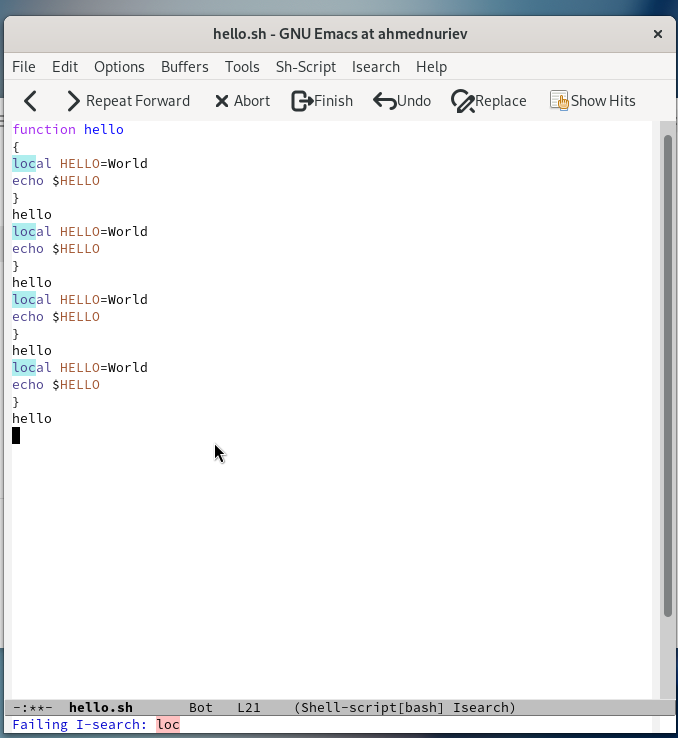 hello.sh - GNU Emacs at ahmednuriev
File Edit Options Buffers Tools Sh-Script Isearch Help
Repeat Forward Abort Finish Undo Replace Show Hits
function hello
{
local HELLO=World
echo $HELLO
}
hello
local HELLO=World
echo $HELLO
}
hello
local HELLO=World
echo $HELLO
}
hello
local HELLO=World
echo $HELLO
}
hello
-:**- hello.sh Bot L21 (Shell-script[bash] Isearch)
Failing I-search: loc